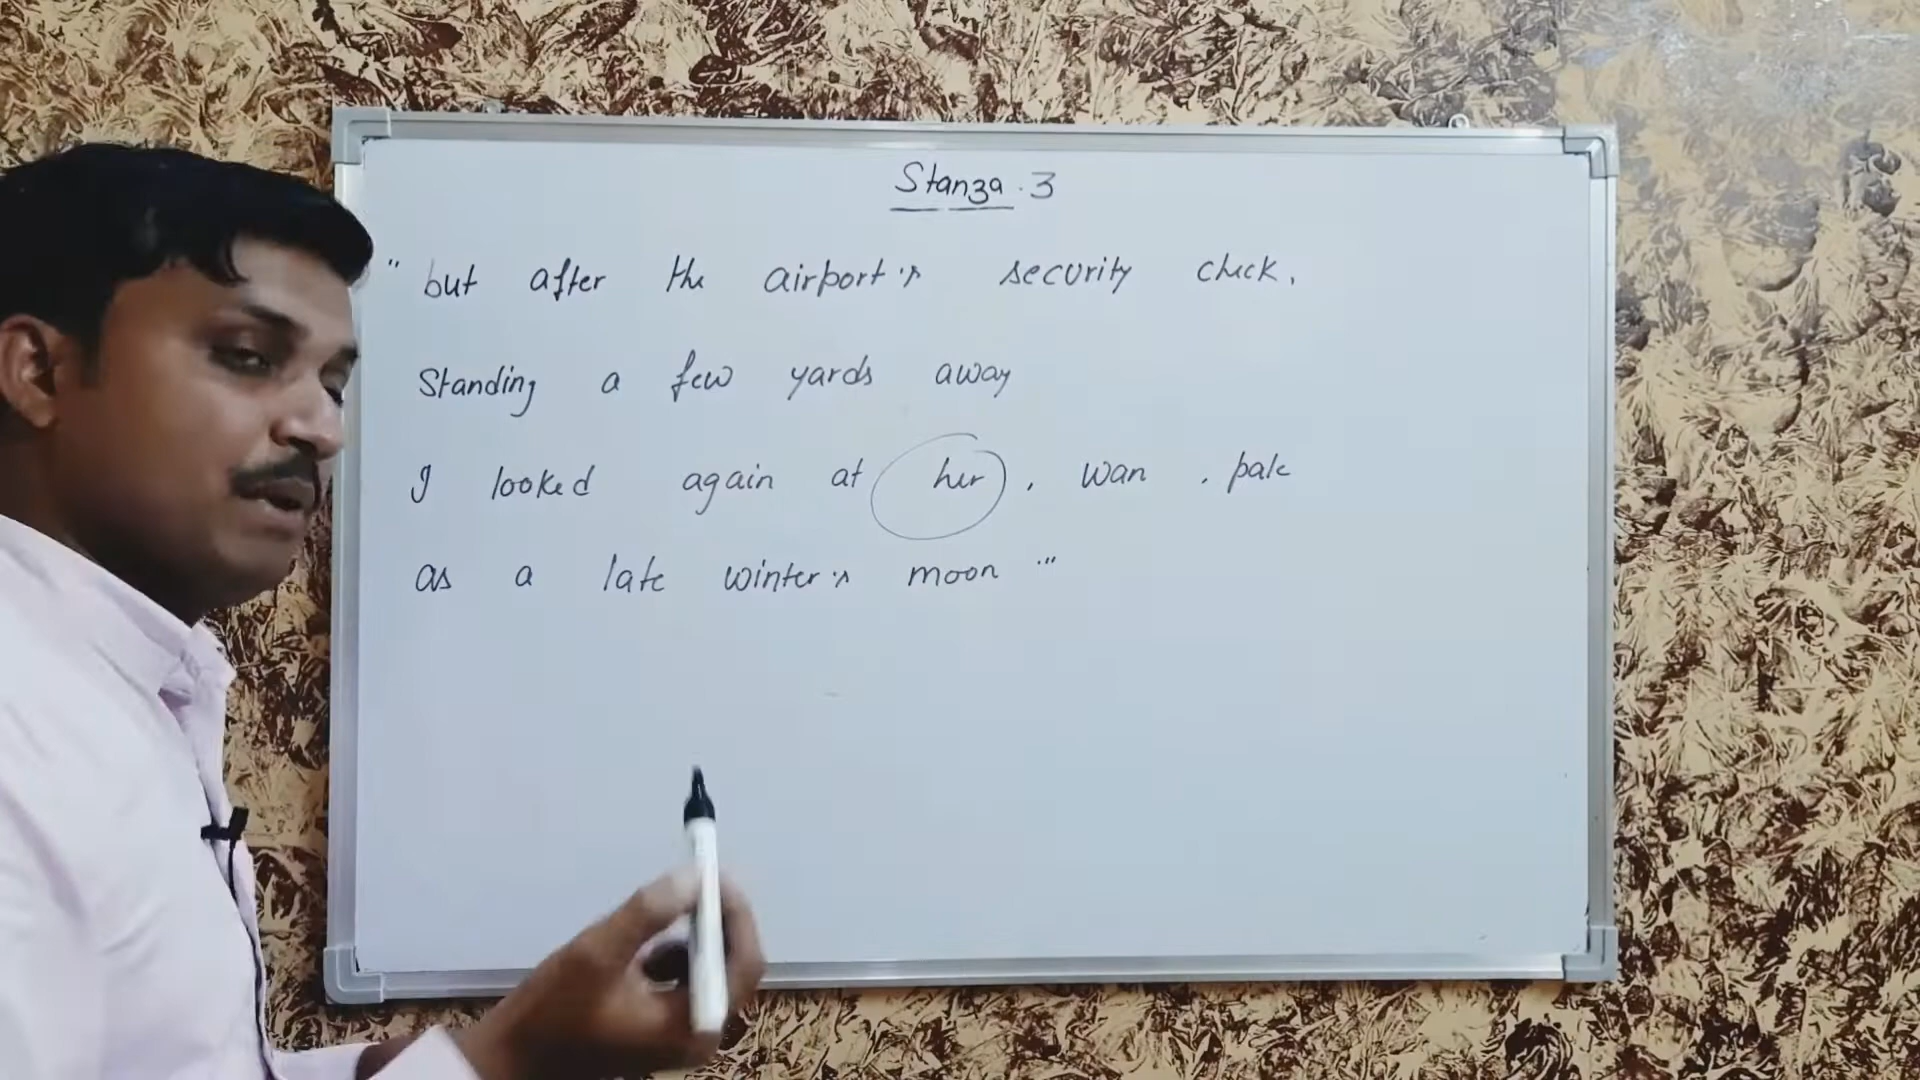 Stanza . 3
" but after the airport's security check,
Standing a few yards away
I looked again at her , wan , pale
as a late winter's moon ..."